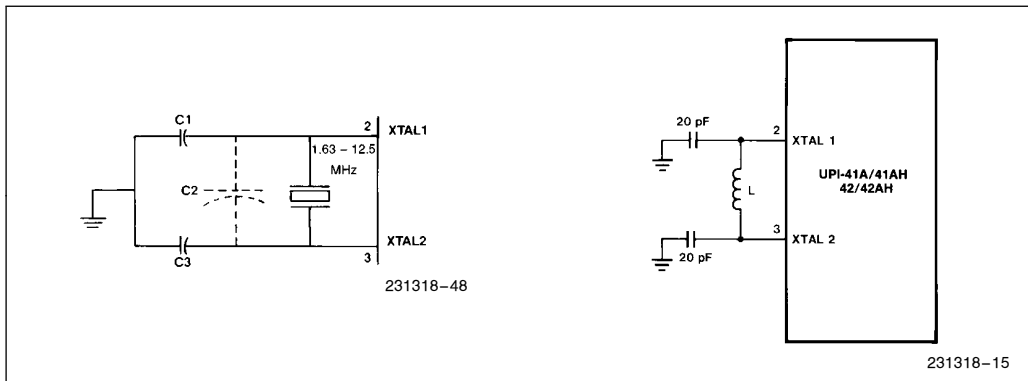 C1
2
XTAL1
1.63 – 12.5
MHz
C2
XTAL2
3
C3
231318–48
20 pF
2
XTAL 1
UPI-41A/41AH
42/42AH
L
3
XTAL 2
20 pF
231318–15